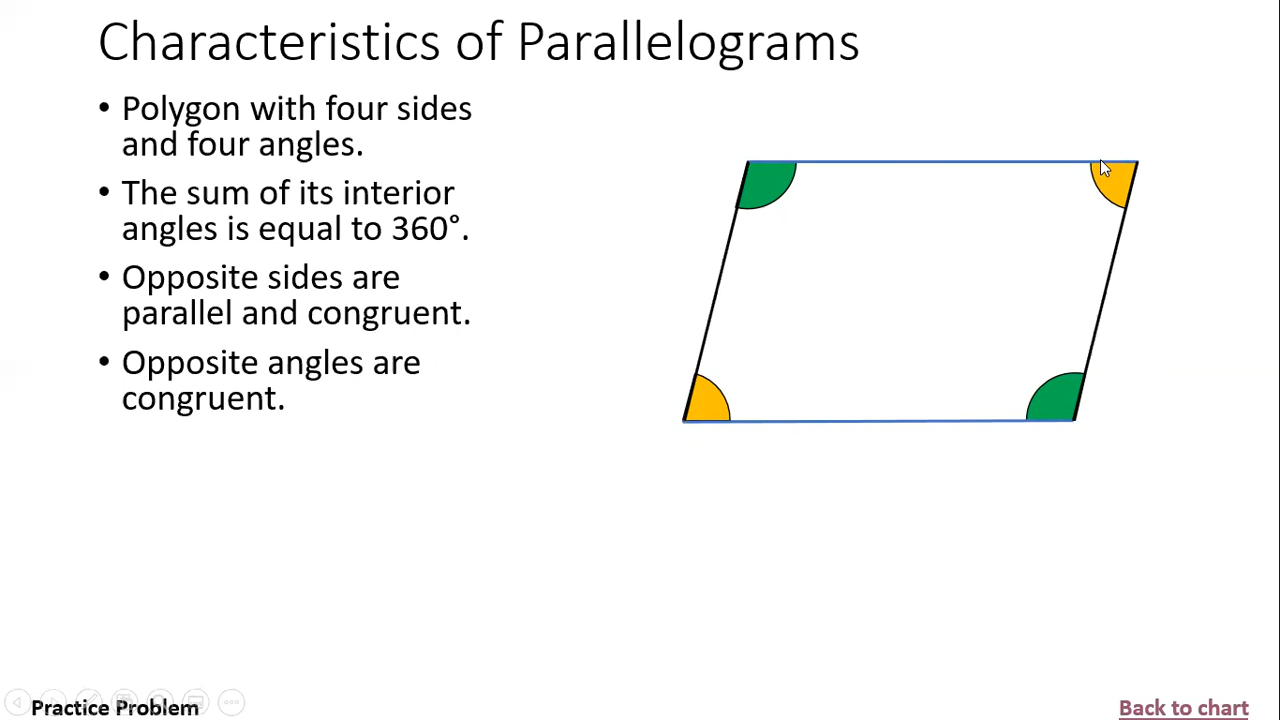 Characteristics of Parallelograms
• Polygon with four sides
and four angles.
• The sum of its interior
angles is equal to 360°.
• Opposite sides are
parallel and congruent.
• Opposite angles are
congruent.
Practice Problem
Back to chart